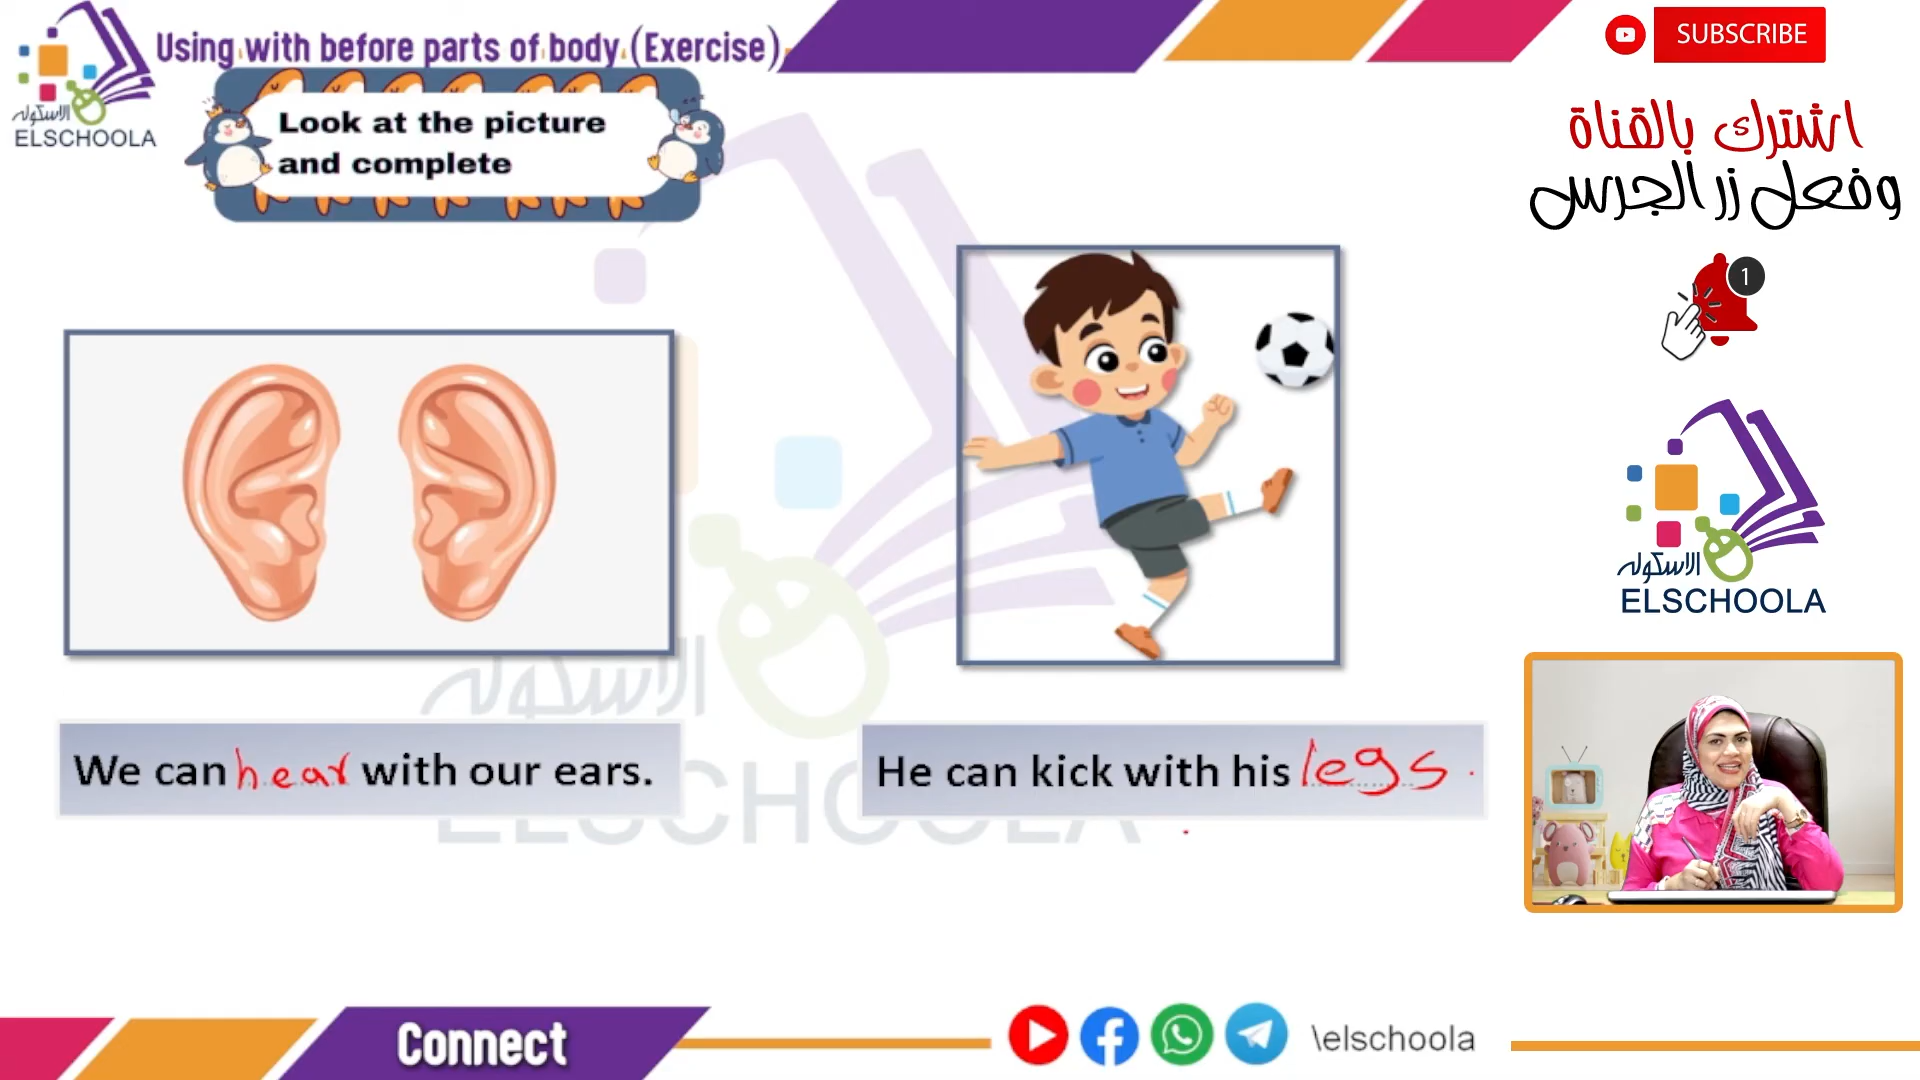 Using with before parts of body (Exercise)
الاسكوله
ELSCHOOLA
Look at the picture
and complete
We can hear with our ears.
He can kick with his legs.
الاسكوله
ELSCHOOLA
SUBSCRIBE
اشترك بالقناة
وفعل زر الجرس
1
الاسكوله
ELSCHOOLA
Connect
\elschoola